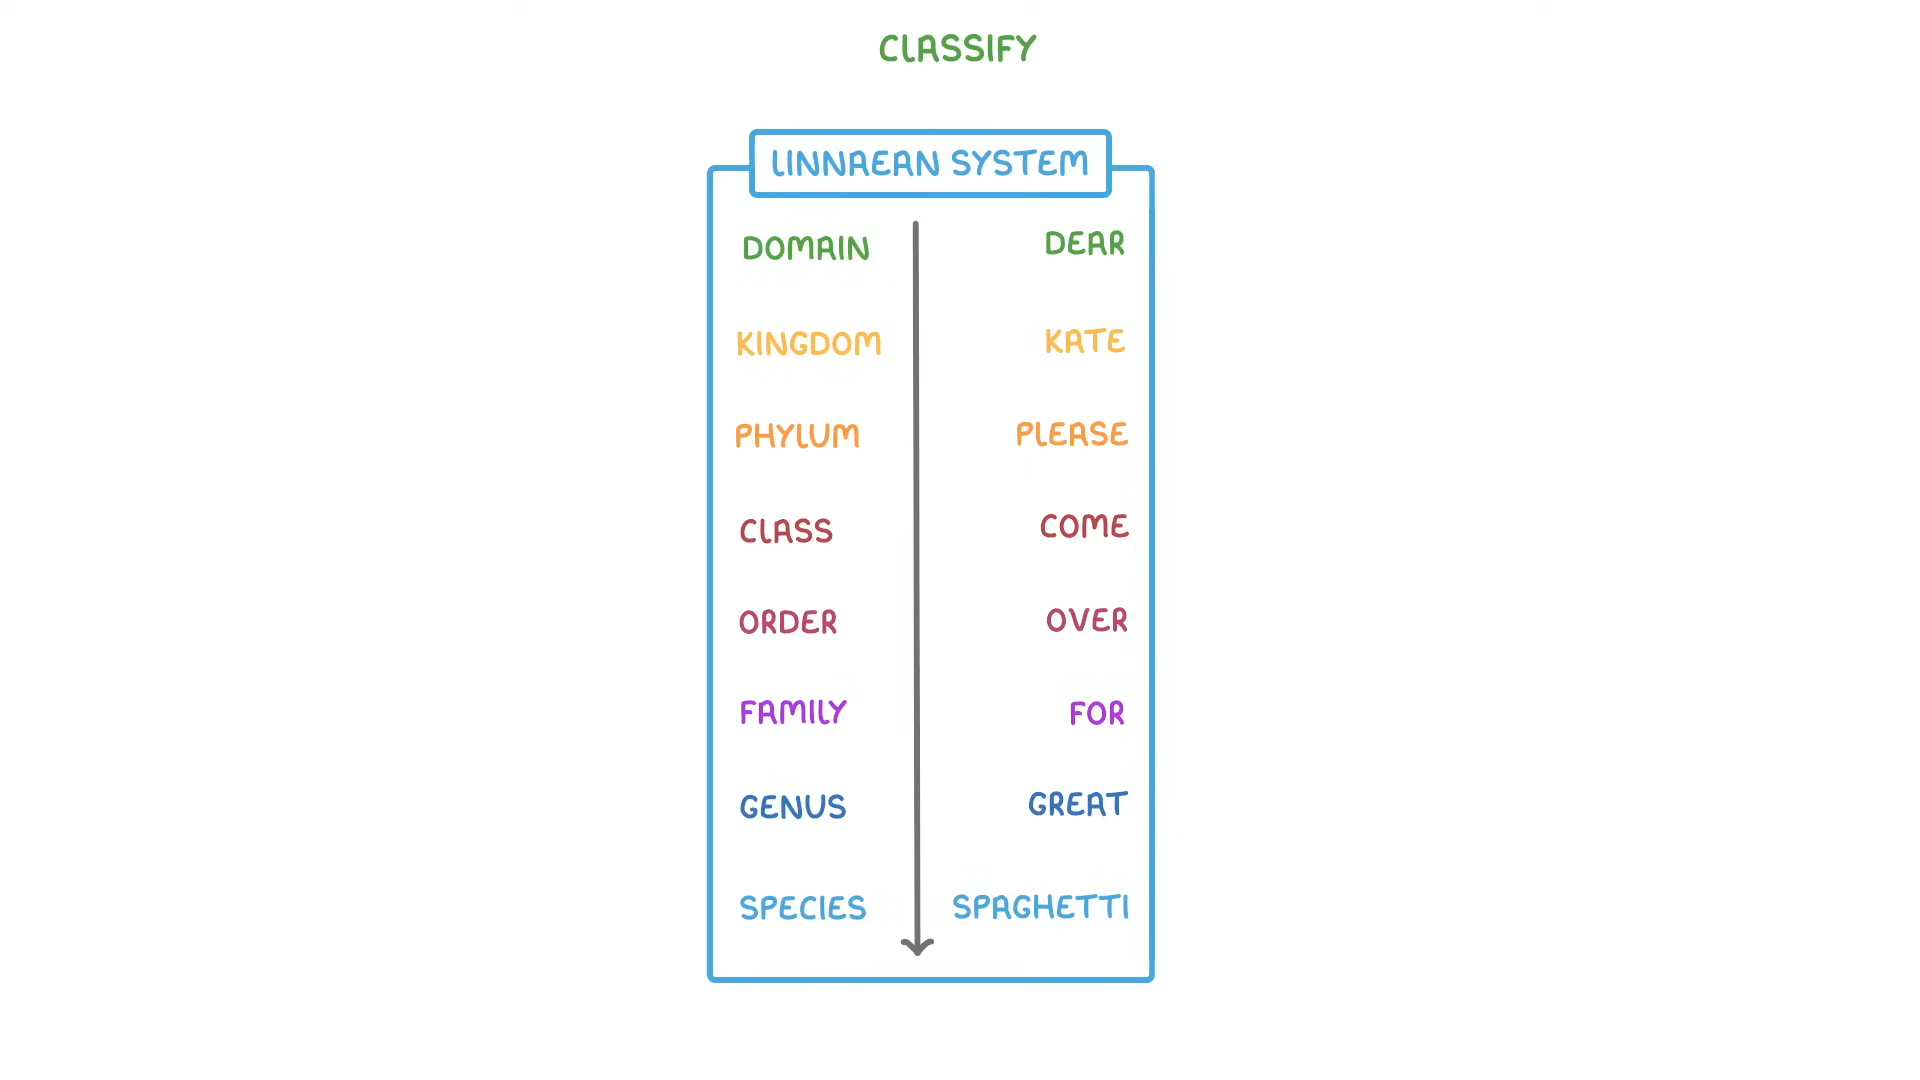 CLASSIFY
LINNAEAN SYSTEM
DOMAIN DEAR
KINGDOM KATE
PHYLUM PLEASE
CLASS COME
ORDER OVER
FAMILY FOR
GENUS GREAT
SPECIES SPAGHETTI